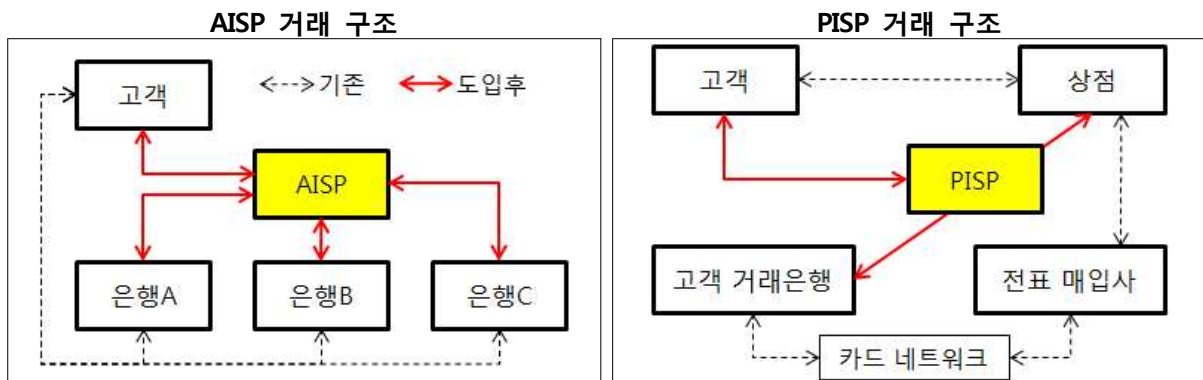 AISP 거래 구조
고객
기존
도입후
AISP
은행A
은행B
은행C
PISP 거래 구조
고객
상점
PISP
고객 거래은행
전표 매입사
카드 네트워크